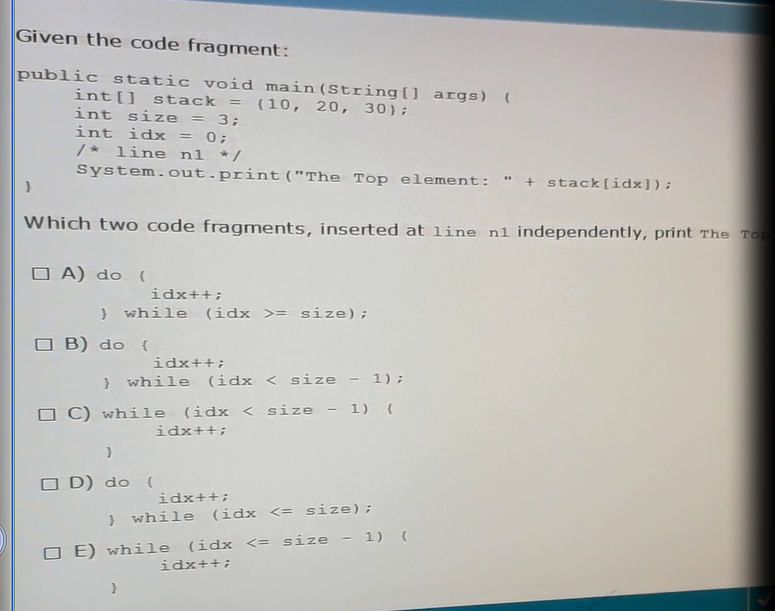 Given the code fragment:
public static void main(String[] args) {
int[] stack = {10, 20, 30};
int size = 3;
int idx = 0;
/* line n1 */
System.out.print("The Top element: " + stack[idx]);
}
Which two code fragments, inserted at line n1 independently, print The Top
A) do {
idx++;
} while (idx >= size);
B) do {
idx++;
} while (idx < size - 1);
C) while (idx < size - 1) {
idx++;
}
D) do {
idx++;
} while (idx <= size);
E) while (idx <= size - 1) {
idx++;
}